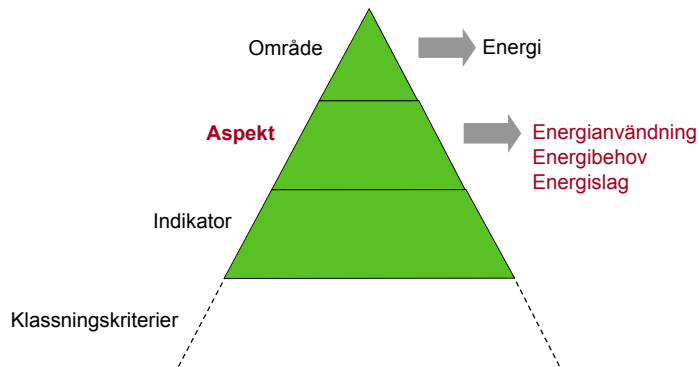 Område
Energi
Aspekt
Energianvändning
Energibehov
Energislag
Indikator
Klassningskriterier